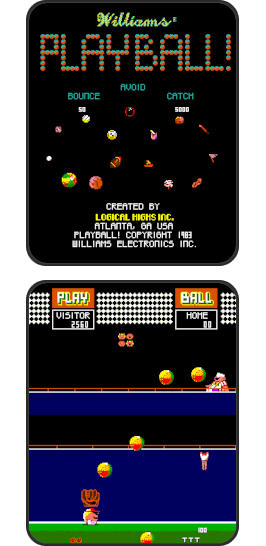 Williams®
PLAYBALL!
AVOID
BOUNCE CATCH
50 5000
CREATED BY
LOGICAL HIGHS INC.
ATLANTA, GA USA
PLAYBALL! COPYRIGHT 1983
WILLIAMS ELECTRONICS INC.
PLAY BALL
VISITOR HOME
2560 00
100
TTT